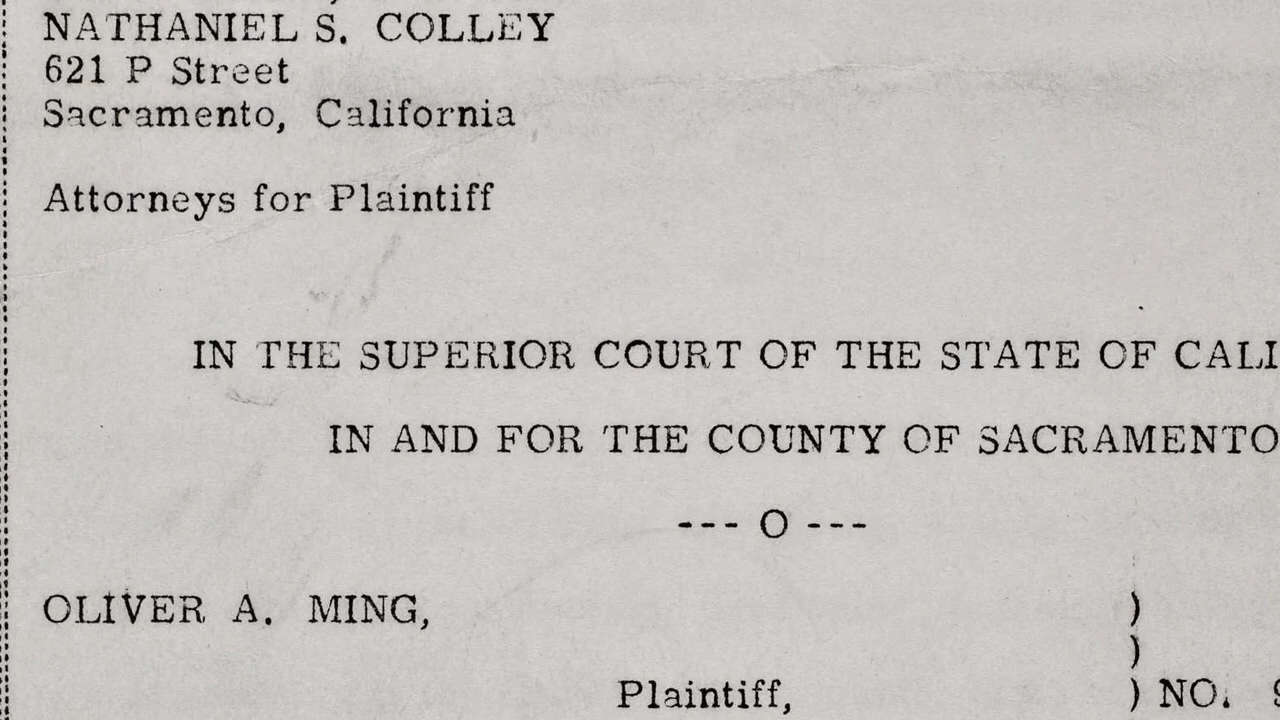 NATHANIEL S. COLLEY
621 P Street
Sacramento, California
Attorneys for Plaintiff
IN THE SUPERIOR COURT OF THE STATE OF CALI
IN AND FOR THE COUNTY OF SACRAMENTO
--- O ---
OLIVER A. MING, )
)
Plaintiff, ) NO.